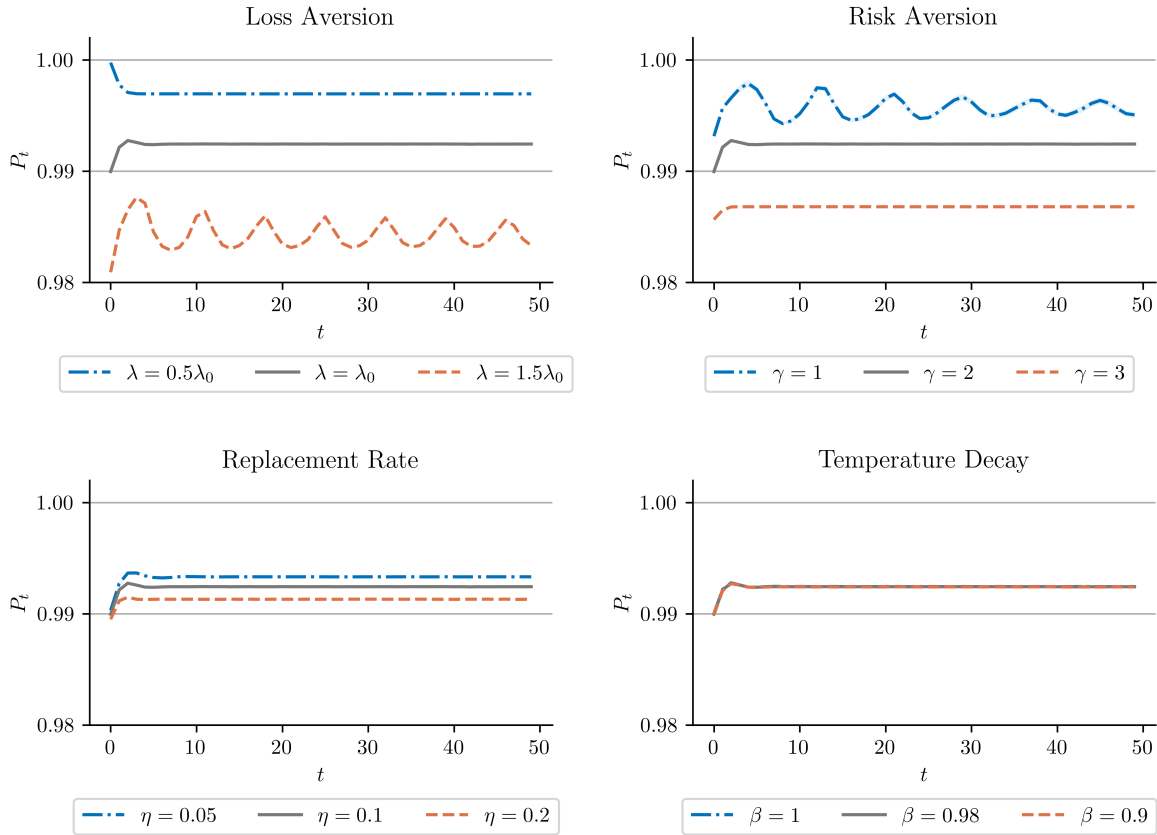 Loss Aversion
1.00
0.99
0.98
P_t
0 10 20 30 40 50
t
λ = 0.5λ₀ λ = λ₀ λ = 1.5λ₀
Risk Aversion
1.00
0.99
0.98
P_t
0 10 20 30 40 50
t
γ = 1 γ = 2 γ = 3
Replacement Rate
1.00
0.99
0.98
P_t
0 10 20 30 40 50
t
η = 0.05 η = 0.1 η = 0.2
Temperature Decay
1.00
0.99
0.98
P_t
0 10 20 30 40 50
t
β = 1 β = 0.98 β = 0.9